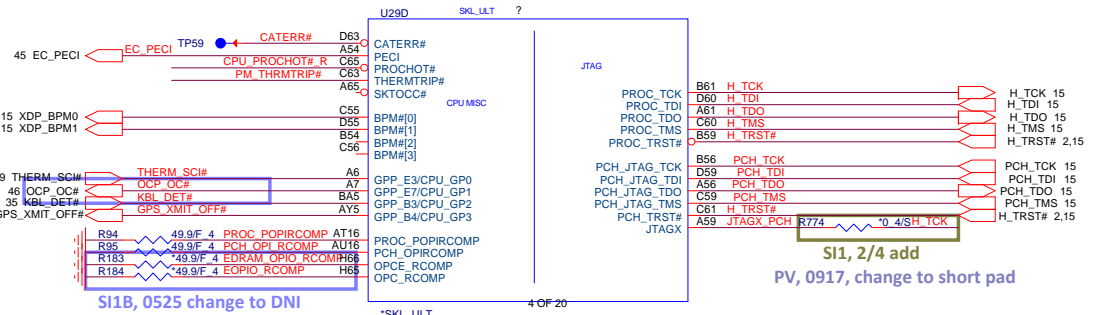 U29D SKL_ULT ?
TP59 CATERR# D63 CATERR#
45 EC_PECI EC_PECI A54 PECI
CPU_PROCHOT#_R C65 PROCHOT#
PM_THRMTRIP# C63 THERMTRIP#
A65 SKTOCC#
CPU MISC
JTAG
15 XDP_BPM0 C55 BPM#[0]
15 XDP_BPM1 D55 BPM#[1]
B54 BPM#[2]
C56 BPM#[3]
PROC_TCK B61 H_TCK H_TCK 15
PROC_TDI D60 H_TDI H_TDI 15
PROC_TDO A61 H_TDO H_TDO 15
PROC_TMS C60 H_TMS H_TMS 15
PROC_TRST# B59 H_TRST# H_TRST# 2,15
9 THERM_SCI# THERM_SCI# A6 GPP_E3/CPU_GP0
46 OCP_OC# OCP_OC# A7 GPP_E7/CPU_GP1
35 KBL_DET# KBL_DET# BA5 GPP_B3/CPU_GP2
GPS_XMIT_OFF# GPS_XMIT_OFF# AY5 GPP_B4/CPU_GP3
PCH_JTAG_TCK B56 PCH_TCK PCH_TCK 15
PCH_JTAG_TDI D59 PCH_TDI PCH_TDI 15
PCH_JTAG_TDO A56 PCH_TDO PCH_TDO 15
PCH_JTAG_TMS C59 PCH_TMS PCH_TMS 15
PCH_TRST# C61 H_TRST# H_TRST# 2,15
JTAGX A59 JTAGX_PCH R774 *0_4/S H_TCK
R94 49.9/F_4 PROC_POPIRCOMP AT16 PROC_POPIRCOMP
R95 49.9/F_4 PCH_OPI_RCOMP AU16 PCH_OPIRCOMP
R183 *49.9/F_4 EDRAM_OPIO_RCOMP H66 OPCE_RCOMP
R184 *49.9/F_4 EOPIO_RCOMP H65 OPC_RCOMP
SI1, 2/4 add
PV, 0917, change to short pad
SI1B, 0525 change to DNI
4 OF 20
*SKL_ULT